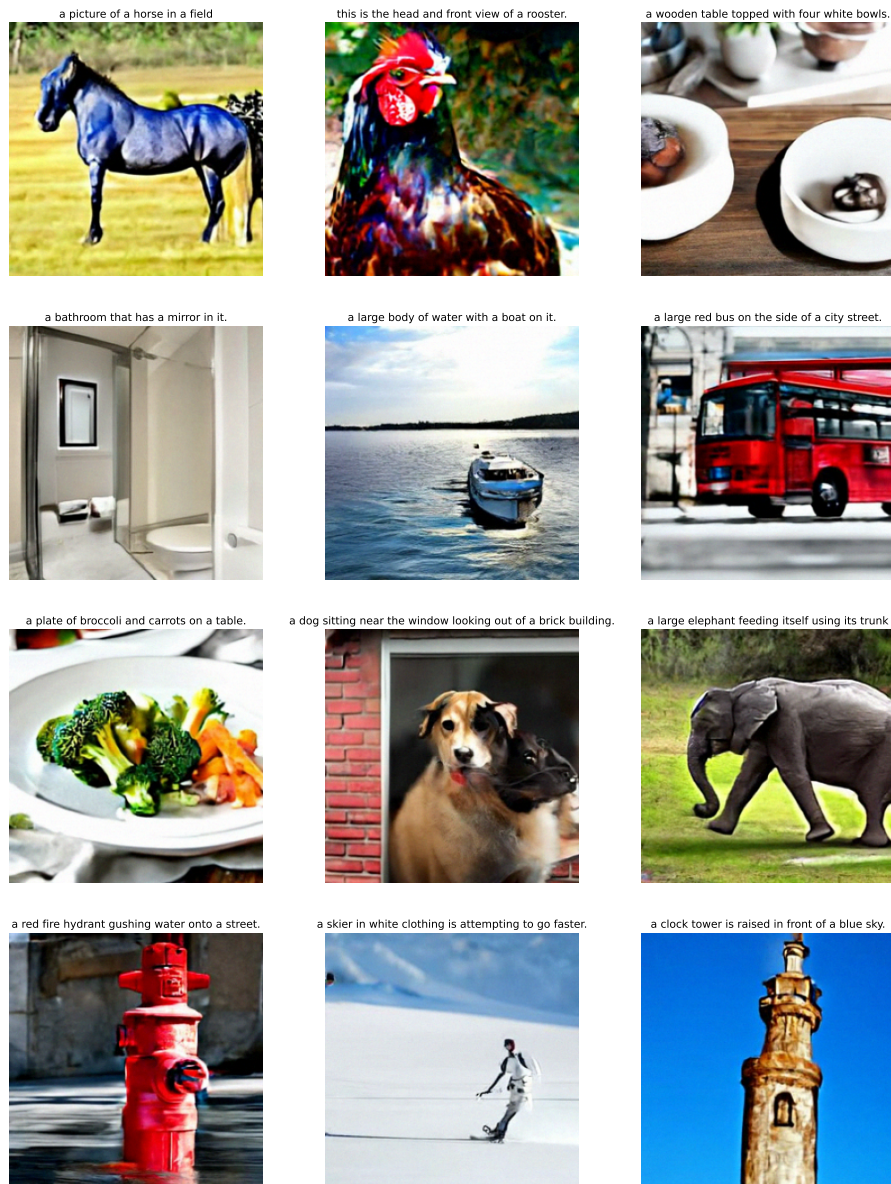 a picture of a horse in a field
this is the head and front view of a rooster.
a wooden table topped with four white bowls.
a bathroom that has a mirror in it.
a large body of water with a boat on it.
a large red bus on the side of a city street.
a plate of broccoli and carrots on a table.
a dog sitting near the window looking out of a brick building.
a large elephant feeding itself using its trunk
a red fire hydrant gushing water onto a street.
a skier in white clothing is attempting to go faster.
a clock tower is raised in front of a blue sky.